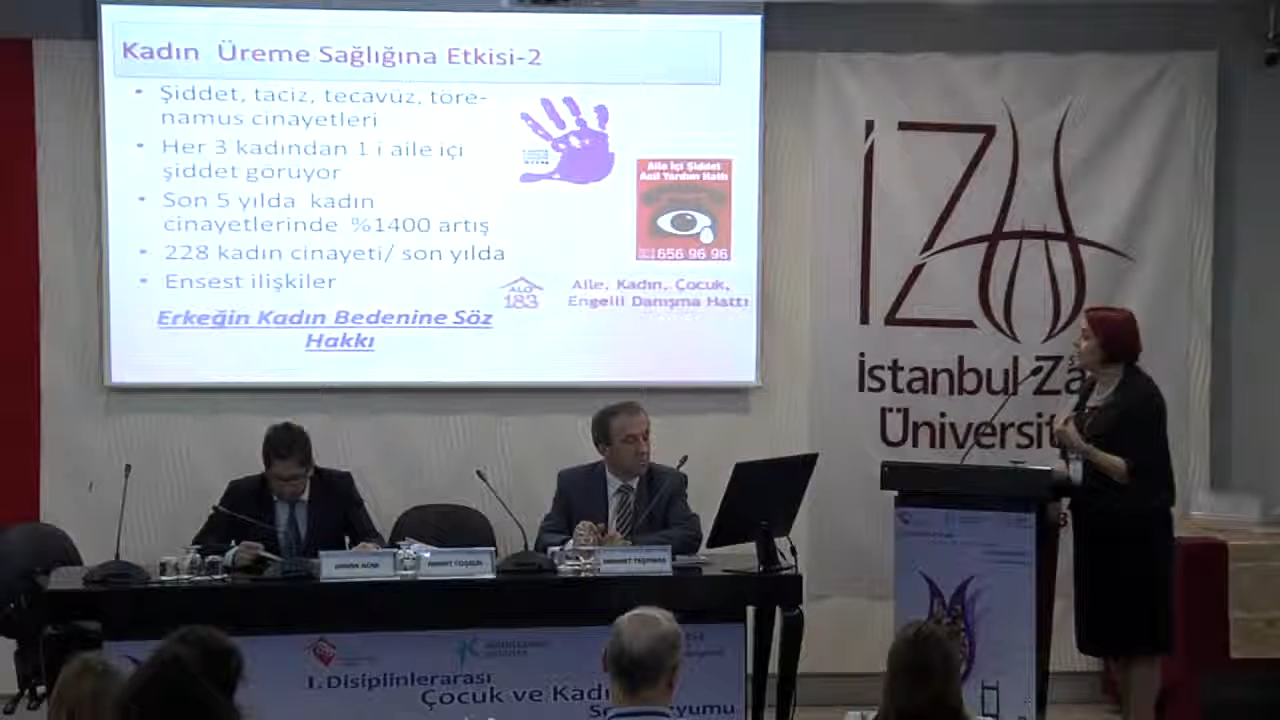 Kadın Üreme Sağlığına Etkisi-2
• Şiddet, taciz, tecavüz, töre-
namus cinayetleri
• Her 3 kadından 1 i aile içi
şiddet görüyor
• Son 5 yılda kadın
cinayetlerinde %1400 artış
• 228 kadın cinayeti/ son yılda
• Ensest ilişkiler
Erkeğin Kadın Bedenine Söz
Hakkı
Aile İçi Şiddet
Acil Yardım Hattı
656 96 96
ALO
183
Aile, Kadın, Çocuk,
Engelli Danışma Hattı
İZÜ
İstanbul Za
Üniversit
I. Disiplinlerarası
Çocuk ve Kadı